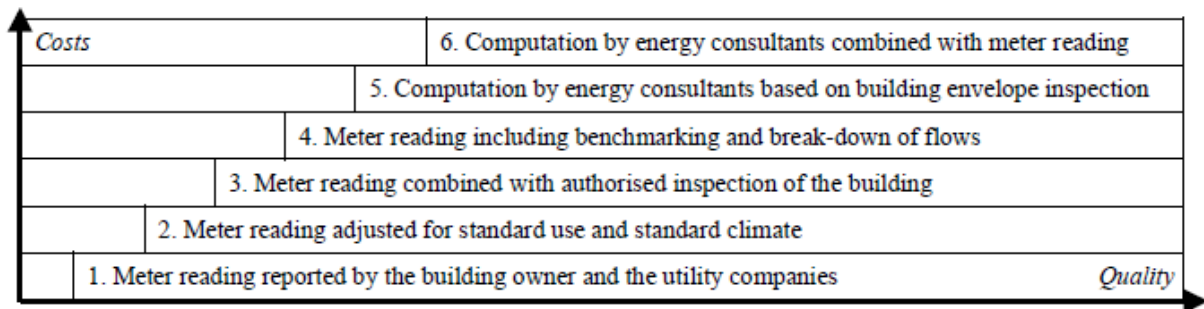 Costs
6. Computation by energy consultants combined with meter reading
5. Computation by energy consultants based on building envelope inspection
4. Meter reading including benchmarking and break-down of flows
3. Meter reading combined with authorised inspection of the building
2. Meter reading adjusted for standard use and standard climate
1. Meter reading reported by the building owner and the utility companies
Quality